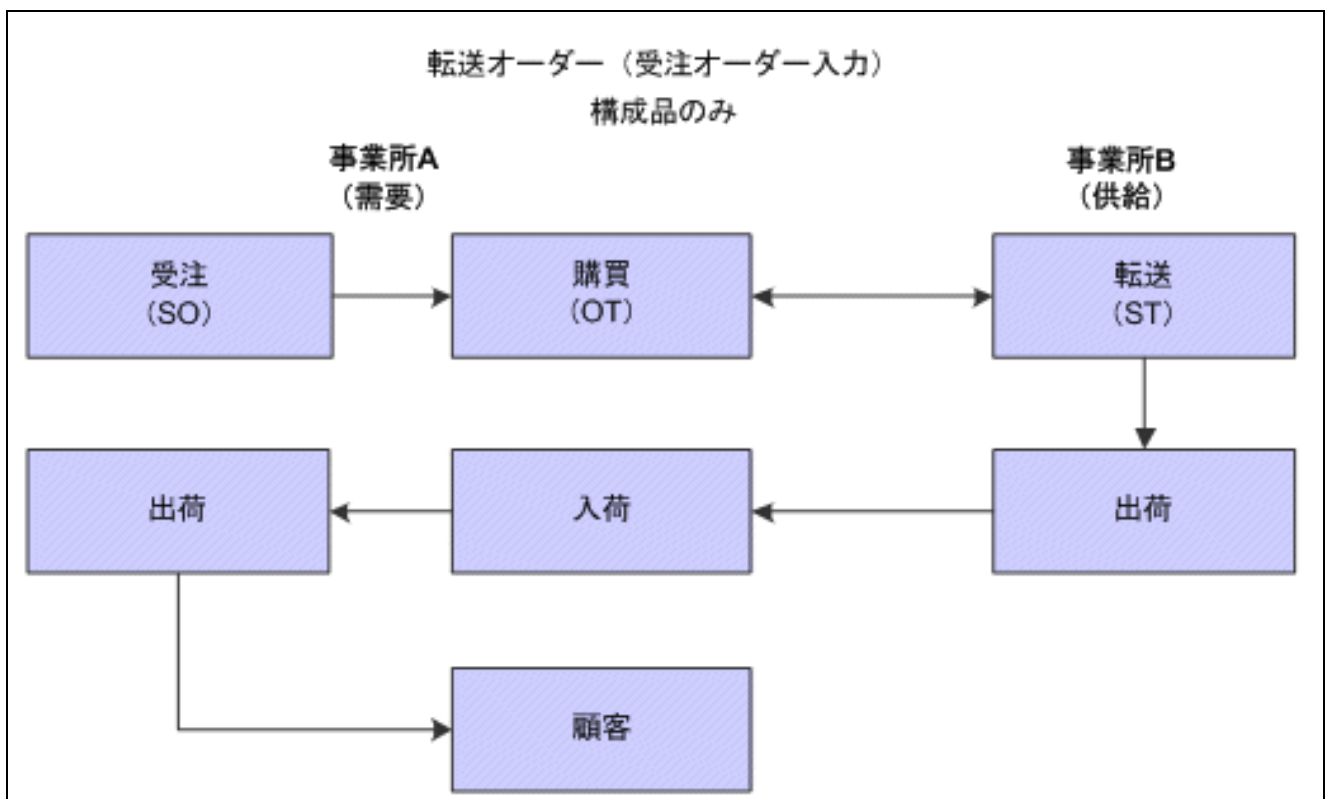 転送オーダー（受注オーダー入力）
構成品のみ
事業所A
（需要）
事業所B
（供給）
受注
（SO）
購買
（OT）
転送
（ST）
出荷
入荷
出荷
顧客